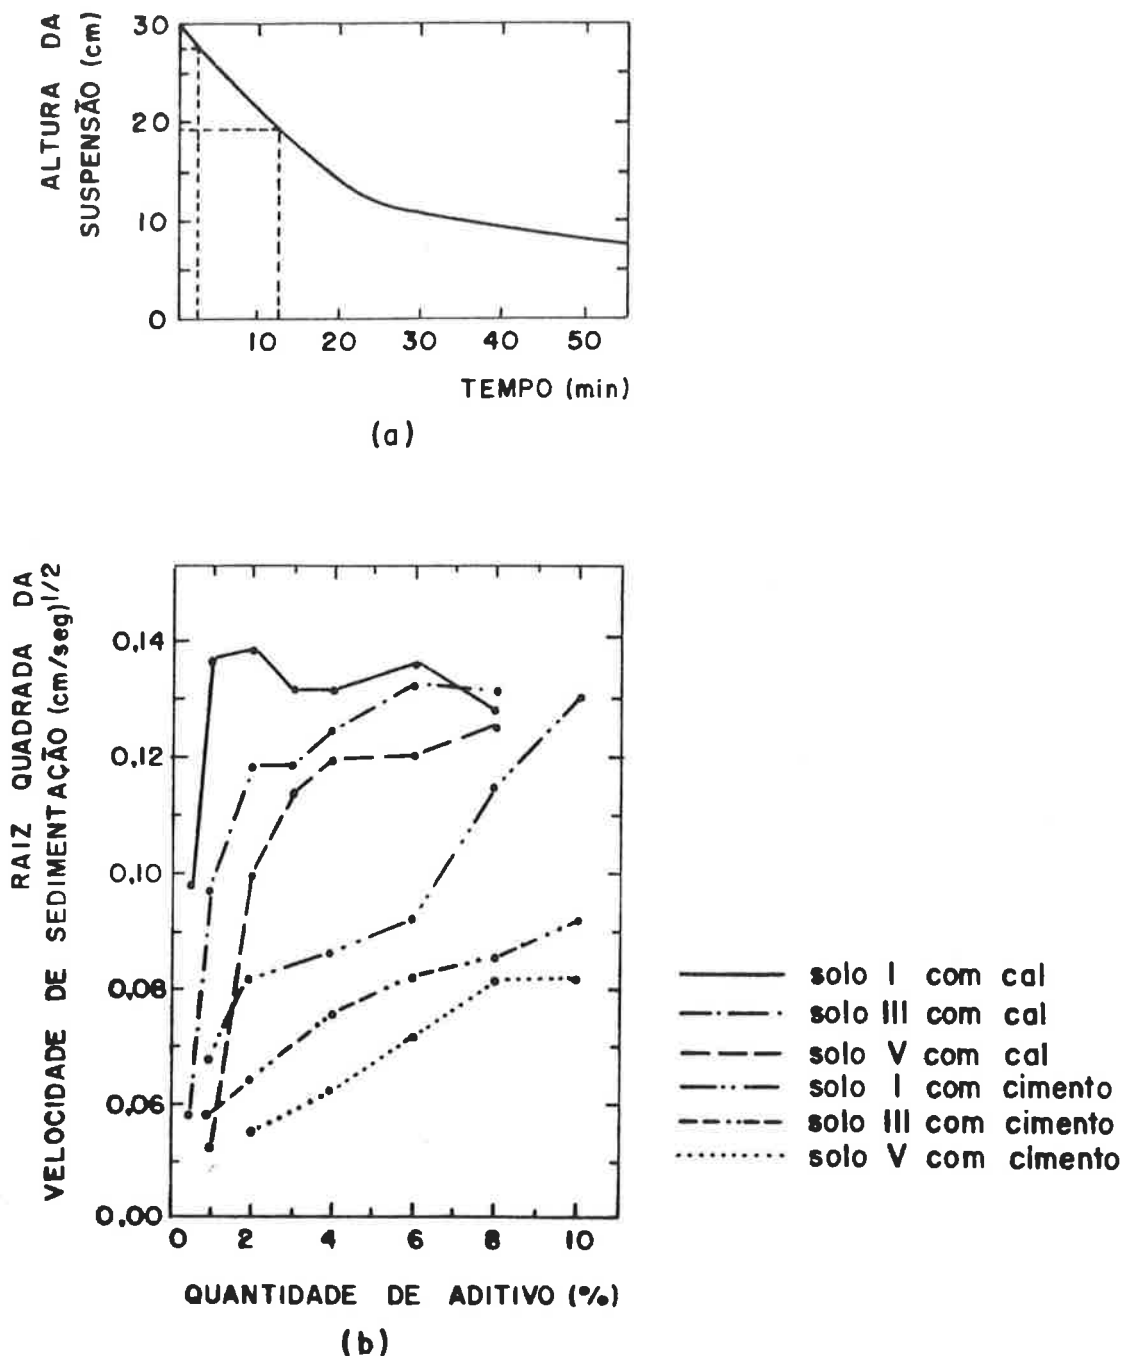 ALTURA DA
SUSPENSÃO (cm)
30
20
10
0
10 20 30 40 50
TEMPO (min)
(a)
RAIZ QUADRADA DA
VELOCIDADE DE SEDIMENTAÇÃO (cm/seg)1/2
0,14
0,12
0,10
0,08
0,06
0,00
0 2 4 6 8 10
QUANTIDADE DE ADITIVO (%)
(b)
solo I com cal
solo III com cal
solo V com cal
solo I com cimento
solo III com cimento
solo V com cimento